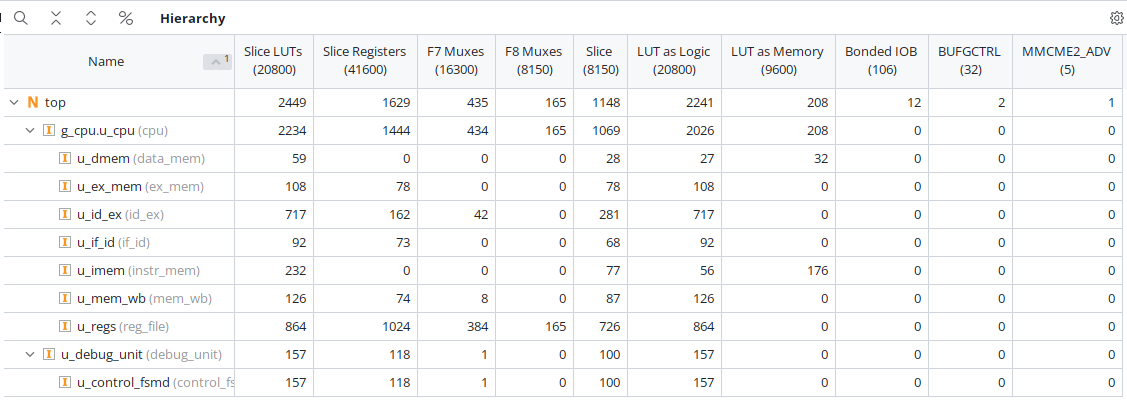 Hierarchy
Name 1 Slice LUTs (20800) Slice Registers (41600) F7 Muxes (16300) F8 Muxes (8150) Slice (8150) LUT as Logic (20800) LUT as Memory (9600) Bonded IOB (106) BUFGCTRL (32) MMCME2_ADV (5)
N top 2449 1629 435 165 1148 2241 208 12 2 1
I g_cpu.u_cpu (cpu) 2234 1444 434 165 1069 2026 208 0 0 0
I u_dmem (data_mem) 59 0 0 0 28 27 32 0 0 0
I u_ex_mem (ex_mem) 108 78 0 0 78 108 0 0 0 0
I u_id_ex (id_ex) 717 162 42 0 281 717 0 0 0 0
I u_if_id (if_id) 92 73 0 0 68 92 0 0 0 0
I u_imem (instr_mem) 232 0 0 0 77 56 176 0 0 0
I u_mem_wb (mem_wb) 126 74 8 0 87 126 0 0 0 0
I u_regs (reg_file) 864 1024 384 165 726 864 0 0 0 0
I u_debug_unit (debug_unit) 157 118 1 0 100 157 0 0 0 0
I u_control_fsmd (control_fs 157 118 1 0 100 157 0 0 0 0